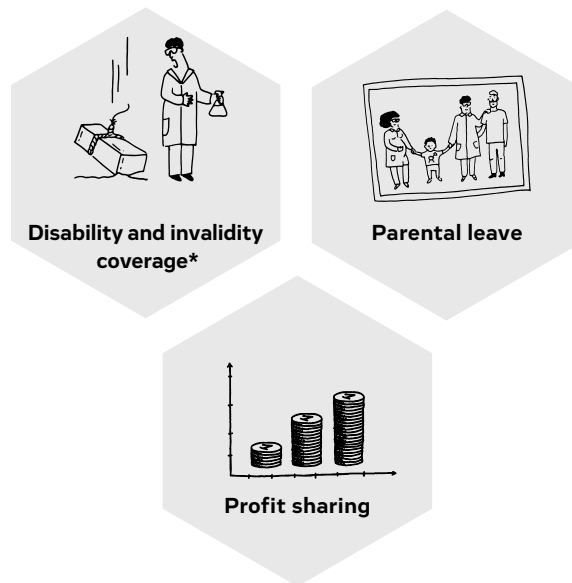 Disability and invalidity
coverage*
Parental leave
Profit sharing